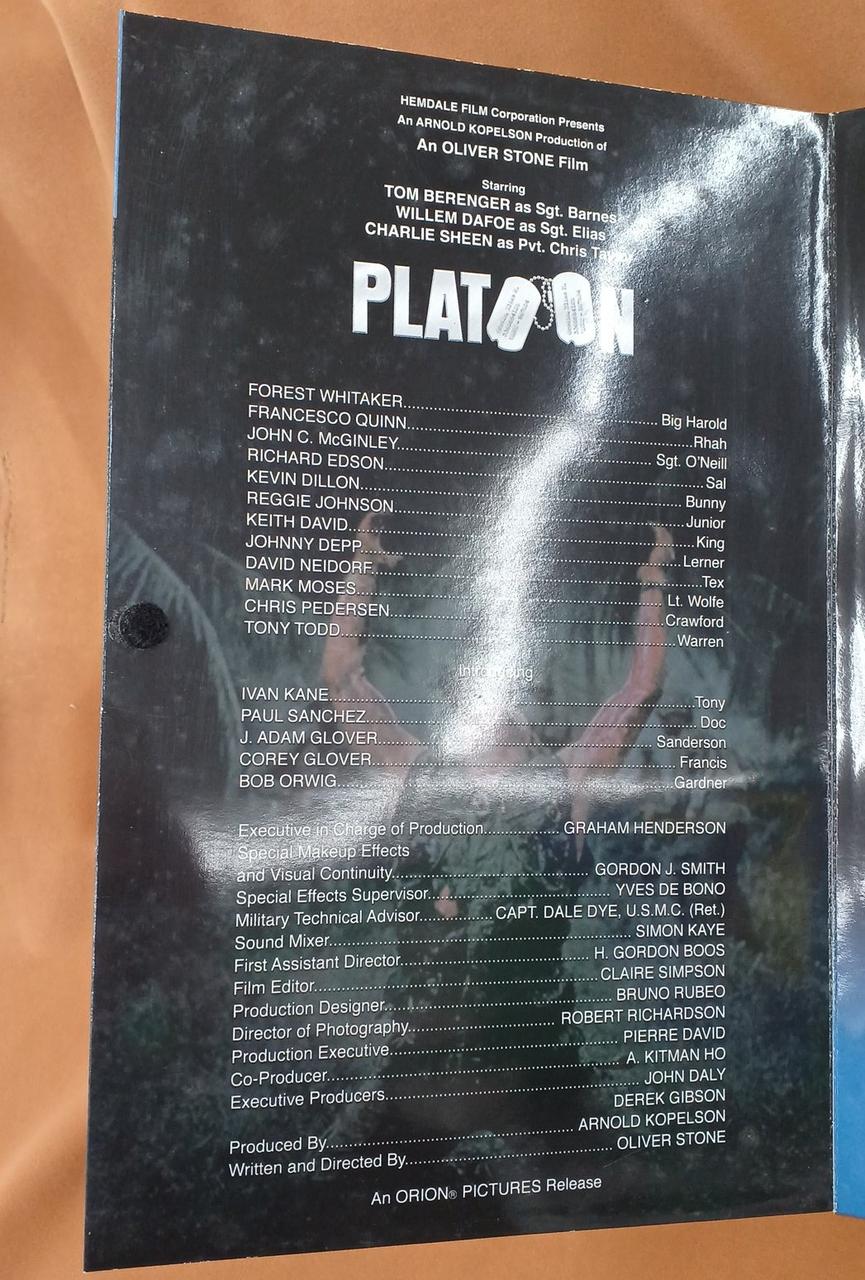 HEMDALE FILM Corporation Presents
An ARNOLD KOPELSON Production of
An OLIVER STONE Film
Starring
TOM BERENGER as Sgt. Barnes
WILLEM DAFOE as Sgt. Elias
CHARLIE SHEEN as Pvt. Chris Taylor
PLATOON
FOREST WHITAKER Big Harold
FRANCESCO QUINN Rhah
JOHN C. McGINLEY Sgt. O'Neill
RICHARD EDSON Sal
KEVIN DILLON Bunny
REGGIE JOHNSON Junior
KEITH DAVID King
JOHNNY DEPP Lerner
DAVID NEIDORF Tex
MARK MOSES Lt. Wolfe
CHRIS PEDERSEN Crawford
TONY TODD Warren
Introducing
IVAN KANE Tony
PAUL SANCHEZ Doc
J. ADAM GLOVER Sanderson
COREY GLOVER Francis
BOB ORWIG Gardner
Executive in Charge of Production GRAHAM HENDERSON
Special Makeup Effects
and Visual Continuity GORDON J. SMITH
Special Effects Supervisor YVES DE BONO
Military Technical Advisor CAPT. DALE DYE, U.S.M.C. (Ret.)
Sound Mixer SIMON KAYE
First Assistant Director H. GORDON BOOS
Film Editor CLAIRE SIMPSON
Production Designer BRUNO RUBEO
Director of Photography ROBERT RICHARDSON
Production Executive PIERRE DAVID
Co-Producer A. KITMAN HO
Executive Producers JOHN DALY
DEREK GIBSON
Produced By ARNOLD KOPELSON
Written and Directed By OLIVER STONE
An ORION® PICTURES Release